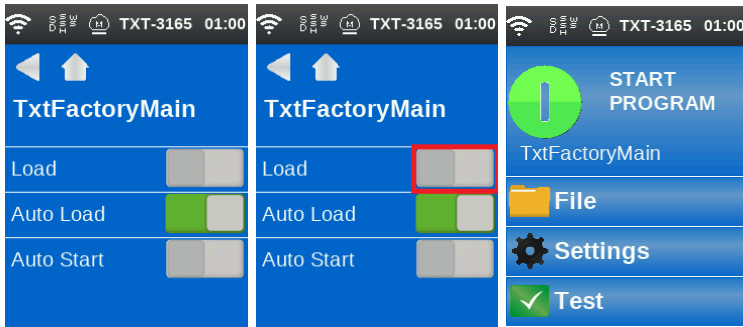 TXT-3165 01:00
TxtFactoryMain
Load
Auto Load
Auto Start
TXT-3165 01:00
TxtFactoryMain
Load
Auto Load
Auto Start
TXT-3165 01:00
START
PROGRAM
TxtFactoryMain
File
Settings
Test